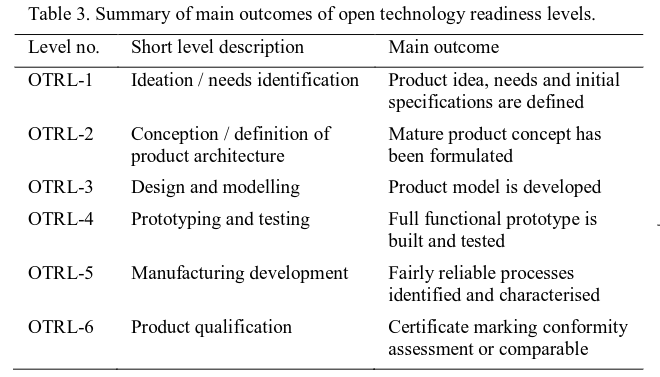 Table 3. Summary of main outcomes of open technology readiness levels.
Level no. Short level description Main outcome
OTRL-1 Ideation / needs identification Product idea, needs and initial
specifications are defined
OTRL-2 Conception / definition of Mature product concept has
product architecture been formulated
OTRL-3 Design and modelling Product model is developed
OTRL-4 Prototyping and testing Full functional prototype is
built and tested
OTRL-5 Manufacturing development Fairly reliable processes
identified and characterised
OTRL-6 Product qualification Certificate marking conformity
assessment or comparable